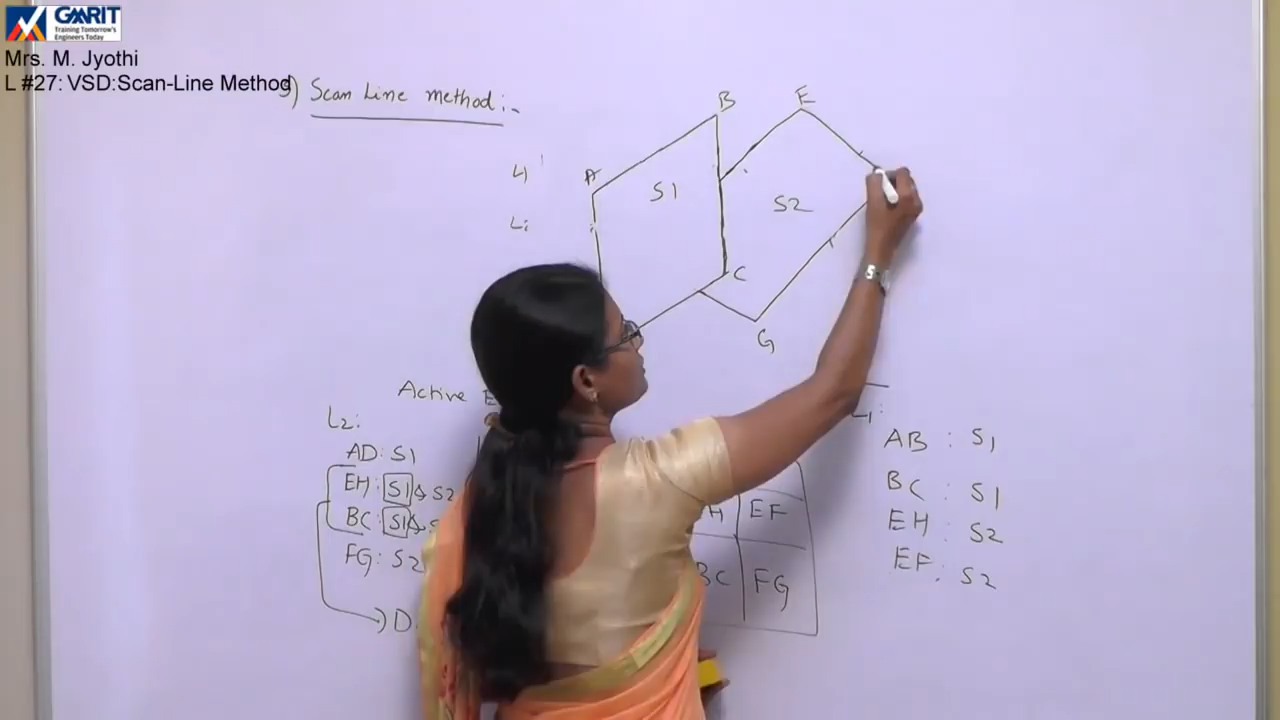 GMRIT
Training Tomorrow's
Engineers Today
Mrs. M. Jyothi
L #27: VSD:Scan-Line Method
Scan Line method:-
B
E
L1
A
S1
Li
S2
C
G
Active E
L2:
L1:
AD: S1
EH: S1 & S2
BC: S1 &
FG: S2
D.
H EF
BC FG
AB : S1
BC : S1
EH : S2
EF: S2